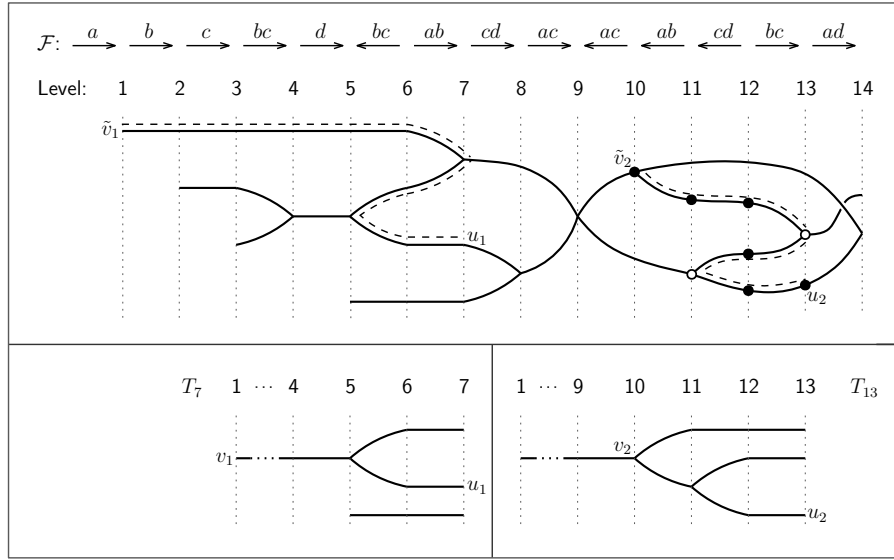 ℱ: a b c bc d bc ab cd ac ac ab cd bc ad
Level: 1 2 3 4 5 6 7 8 9 10 11 12 13 14
ṽ₁ ṽ₂
u₁
u₂
T₇ 1 ⋯ 4 5 6 7 1 ⋯ 9 10 11 12 13 T₁₃
v₂
v₁
u₁
u₂